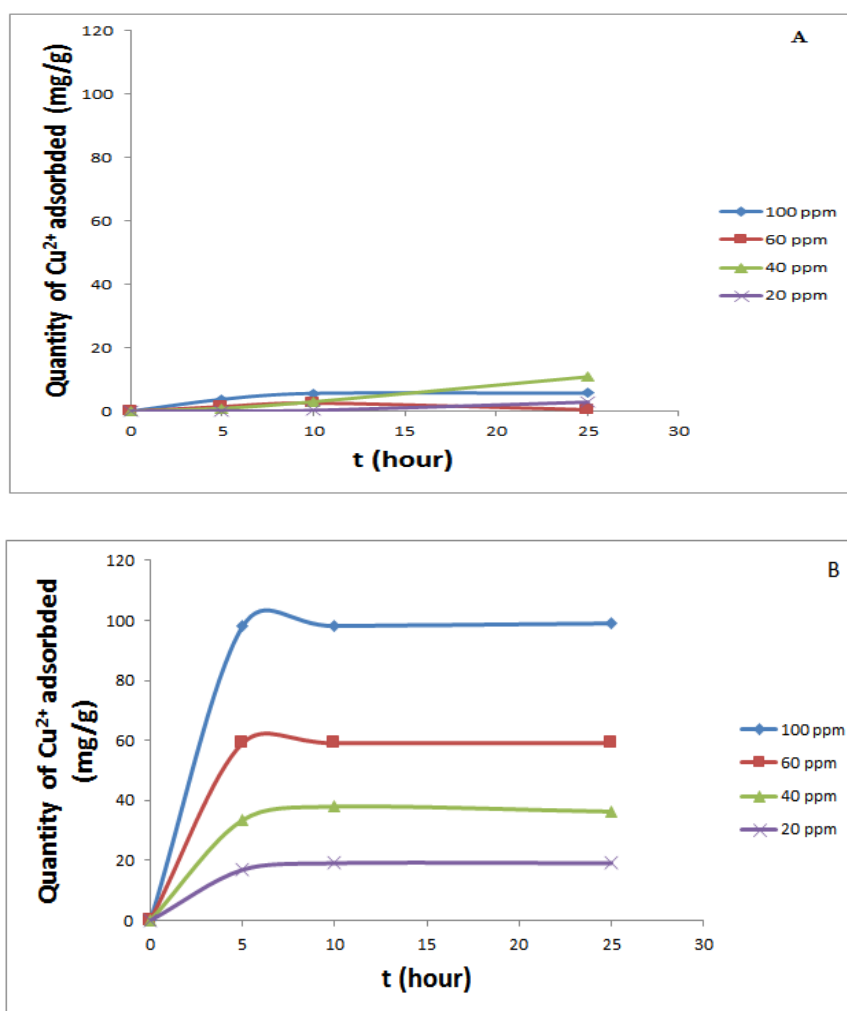 A
Quantity of Cu²⁺ adsorbded (mg/g)
120
100
80
60
40
20
0
0 5 10 15 20 25 30
t (hour)
100 ppm
60 ppm
40 ppm
20 ppm
B
Quantity of Cu²⁺ adsorbded
(mg/g)
120
100
80
60
40
20
0
0 5 10 15 20 25 30
t (hour)
100 ppm
60 ppm
40 ppm
20 ppm